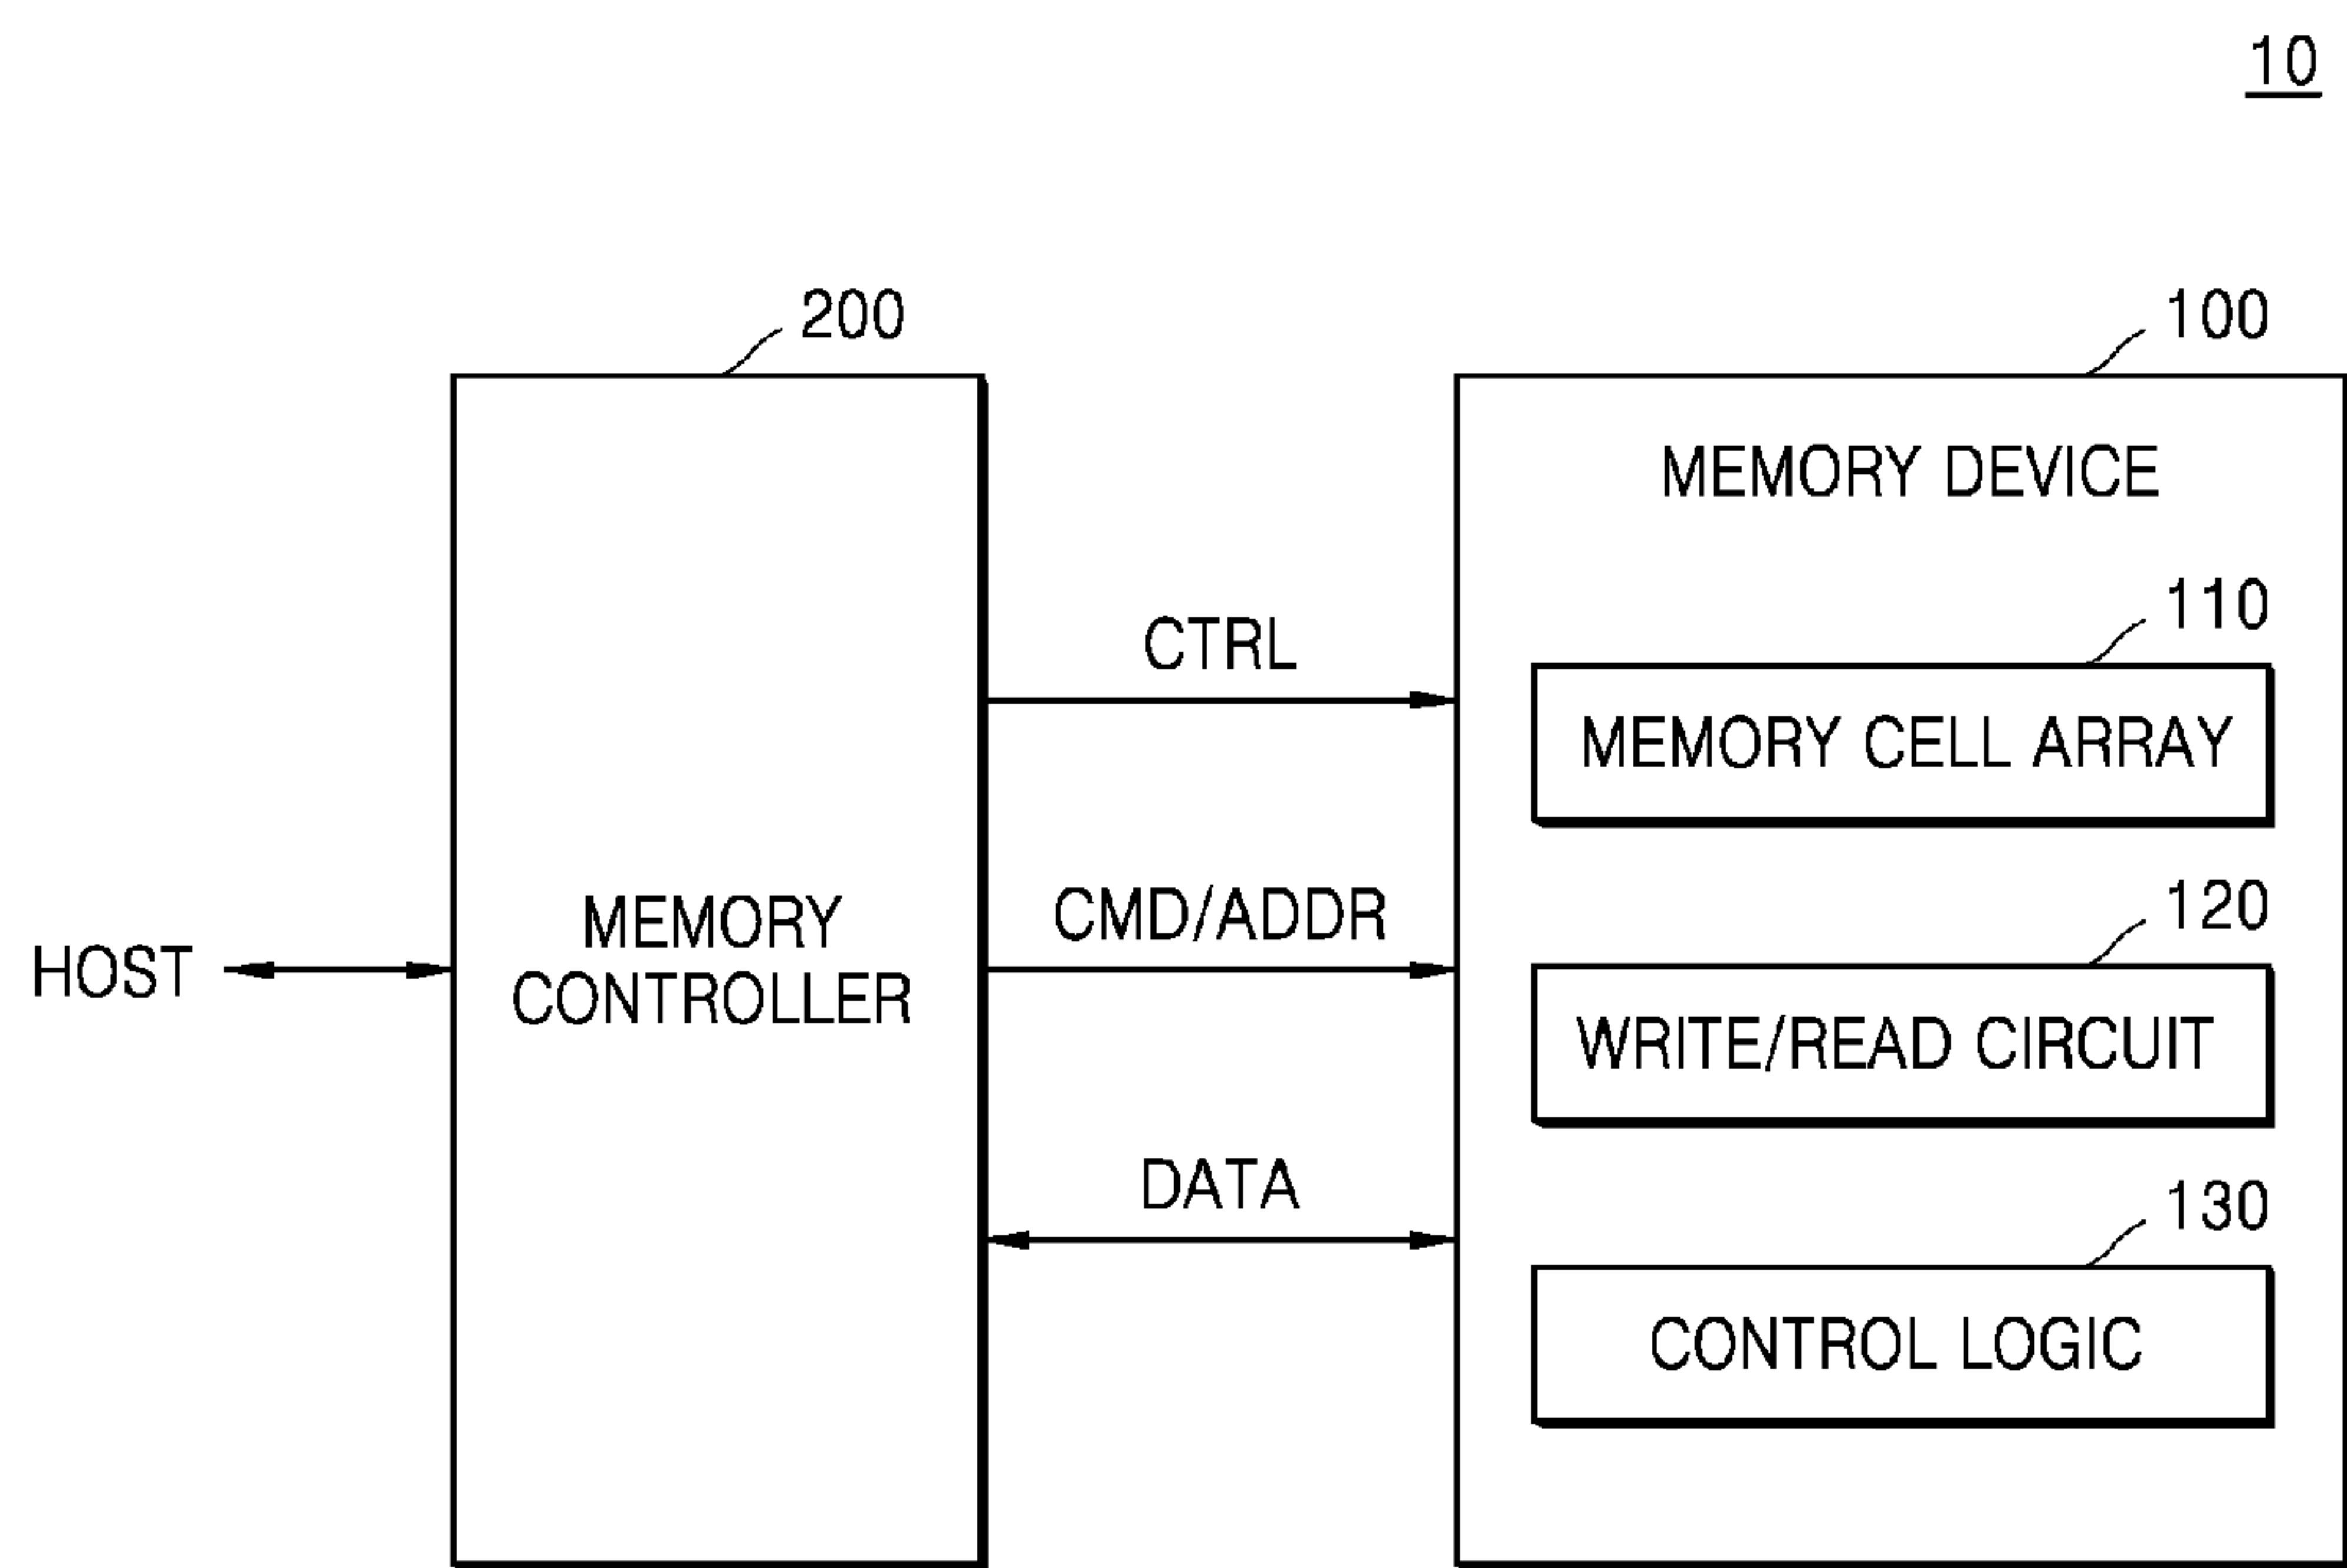 10
200
100
MEMORY DEVICE
110
CTRL
MEMORY CELL ARRAY
120
CMD/ADDR
MEMORY
CONTROLLER
HOST
WRITE/READ CIRCUIT
DATA
130
CONTROL LOGIC